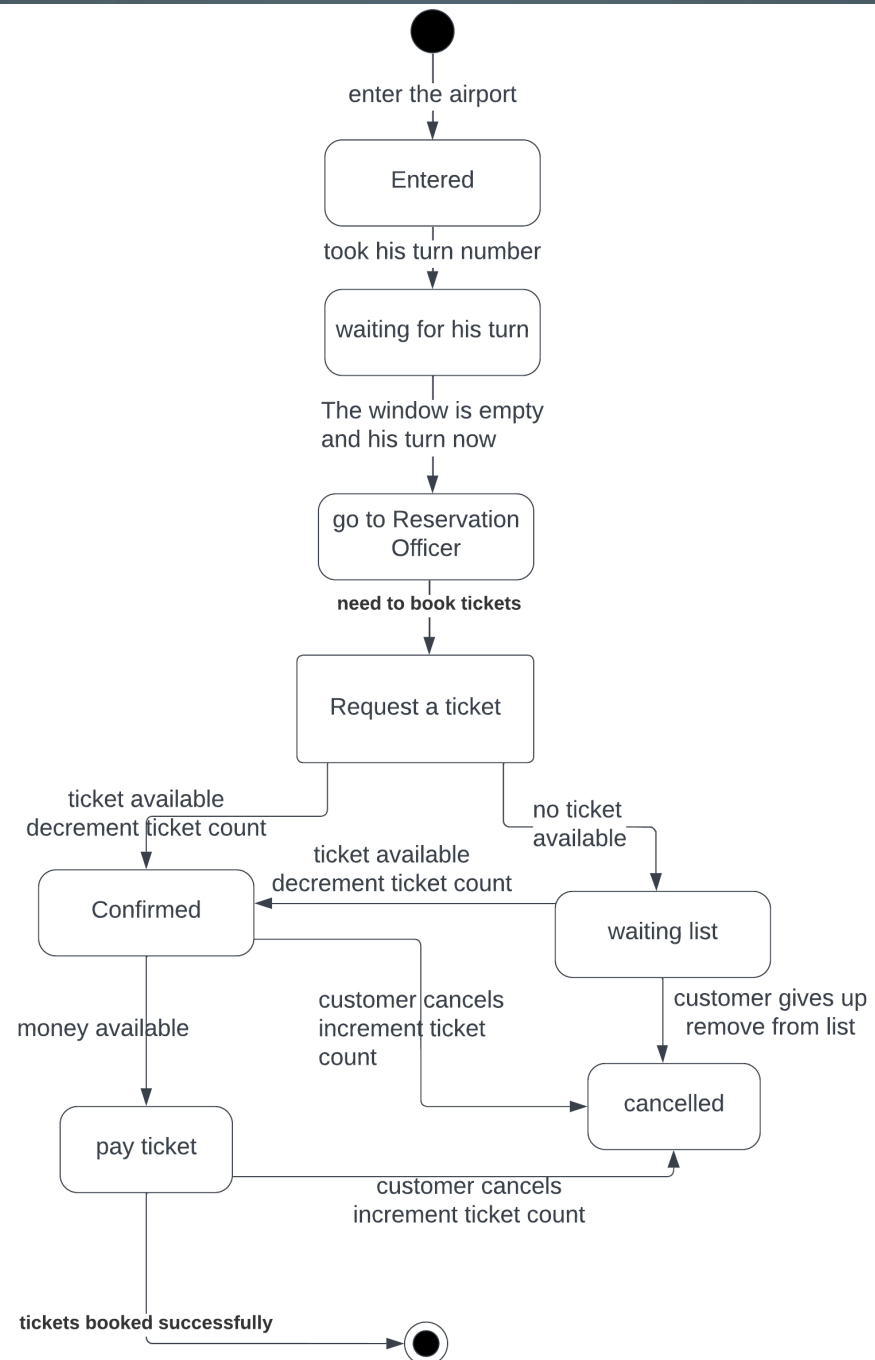 enter the airport
Entered
took his turn number
waiting for his turn
The window is empty
and his turn now
go to Reservation
Officer
need to book tickets
Request a ticket
ticket available
decrement ticket count
no ticket
available
ticket available
decrement ticket count
Confirmed
waiting list
customer cancels
increment ticket
count
customer gives up
remove from list
money available
cancelled
pay ticket
customer cancels
increment ticket count
tickets booked successfully